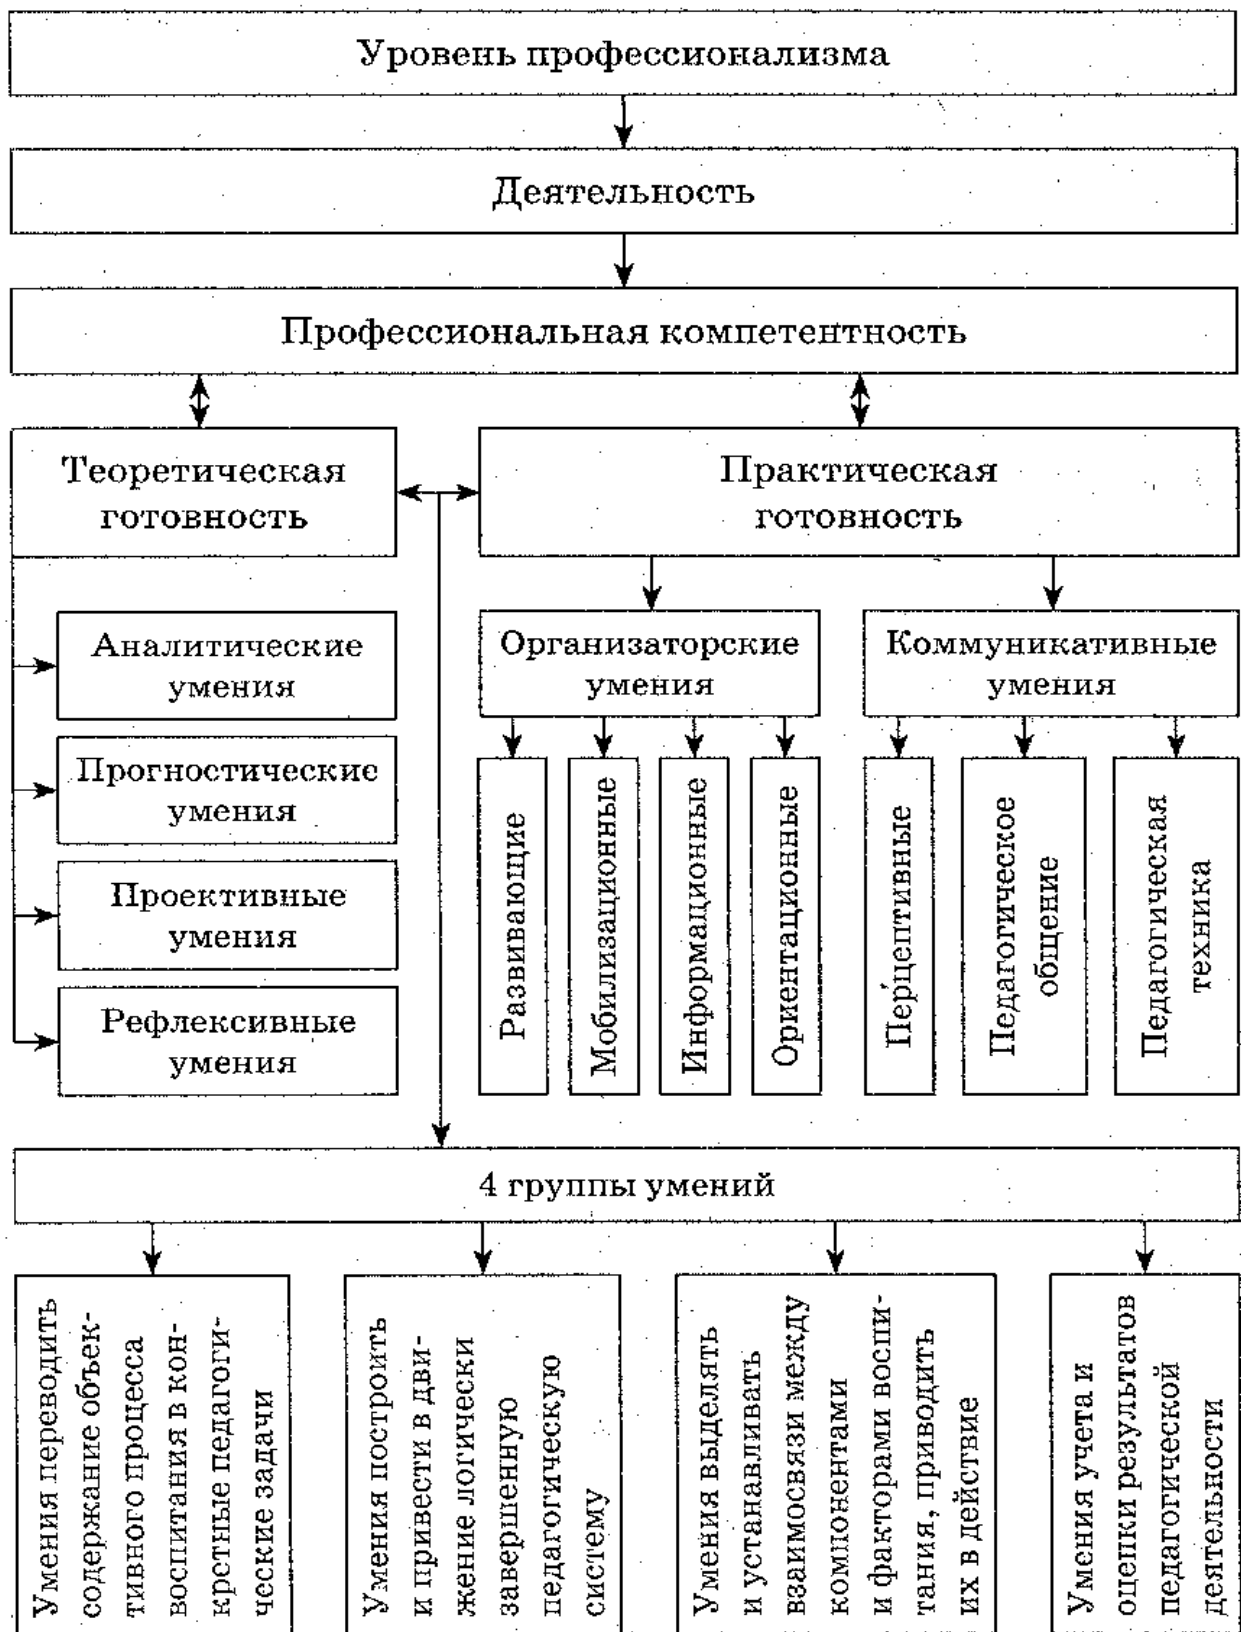 Уровень профессионализма
Деятельность
Профессиональная компетентность
Теоретическая
готовность
Практическая
готовность
Аналитические
умения
Прогностические
умения
Проективные
умения
Рефлексивные
умения
Организаторские
умения
Коммуникативные
умения
Развивающие
Мобилизационные
Информационные
Ориентационные
Перцептивные
Педагогическое
общение
Педагогическая
техника
4 группы умений
Умения переводить
содержание объек-
тивного процесса
воспитания в кон-
кретные педагоги-
ческие задачи
Умения построить
и привести в дви-
жение логически
завершенную
педагогическую
систему
Умения выделять
и устанавливать
взаимосвязи между
компонентами
и факторами воспи-
тания, приводить
их в действие
Умения учета и
оценки результатов
педагогической
деятельности